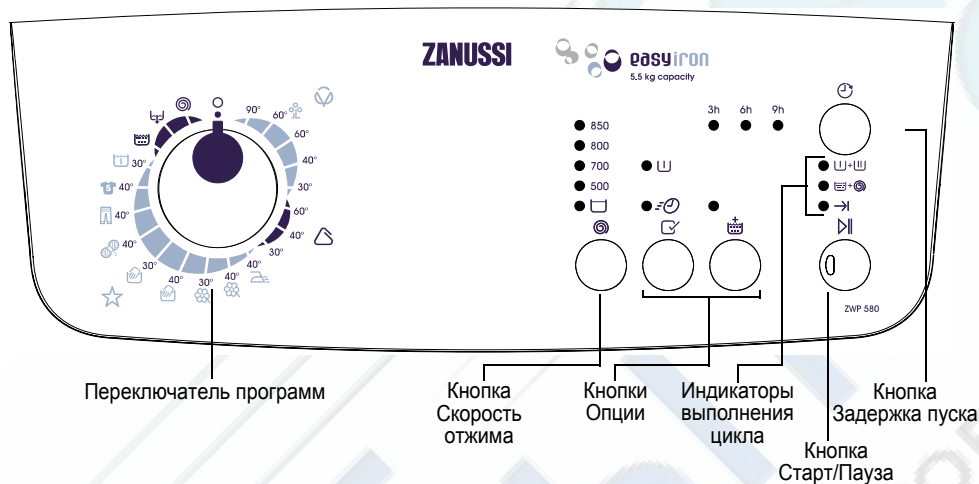 ZANUSSI
easyiron
5.5 kg capacity
90°
60°
60°
40°
30°
60°
40°
30°
40°
40°
30°
40°
30°
40°
40°
40°
30°
3h 6h 9h
850
800
700
500
ZWP 580
Переключатель программ
Кнопка
Скорость
отжима
Кнопки
Опции
Индикаторы
выполнения
цикла
Кнопка
Задержка пуска
Кнопка
Старт/Пауза